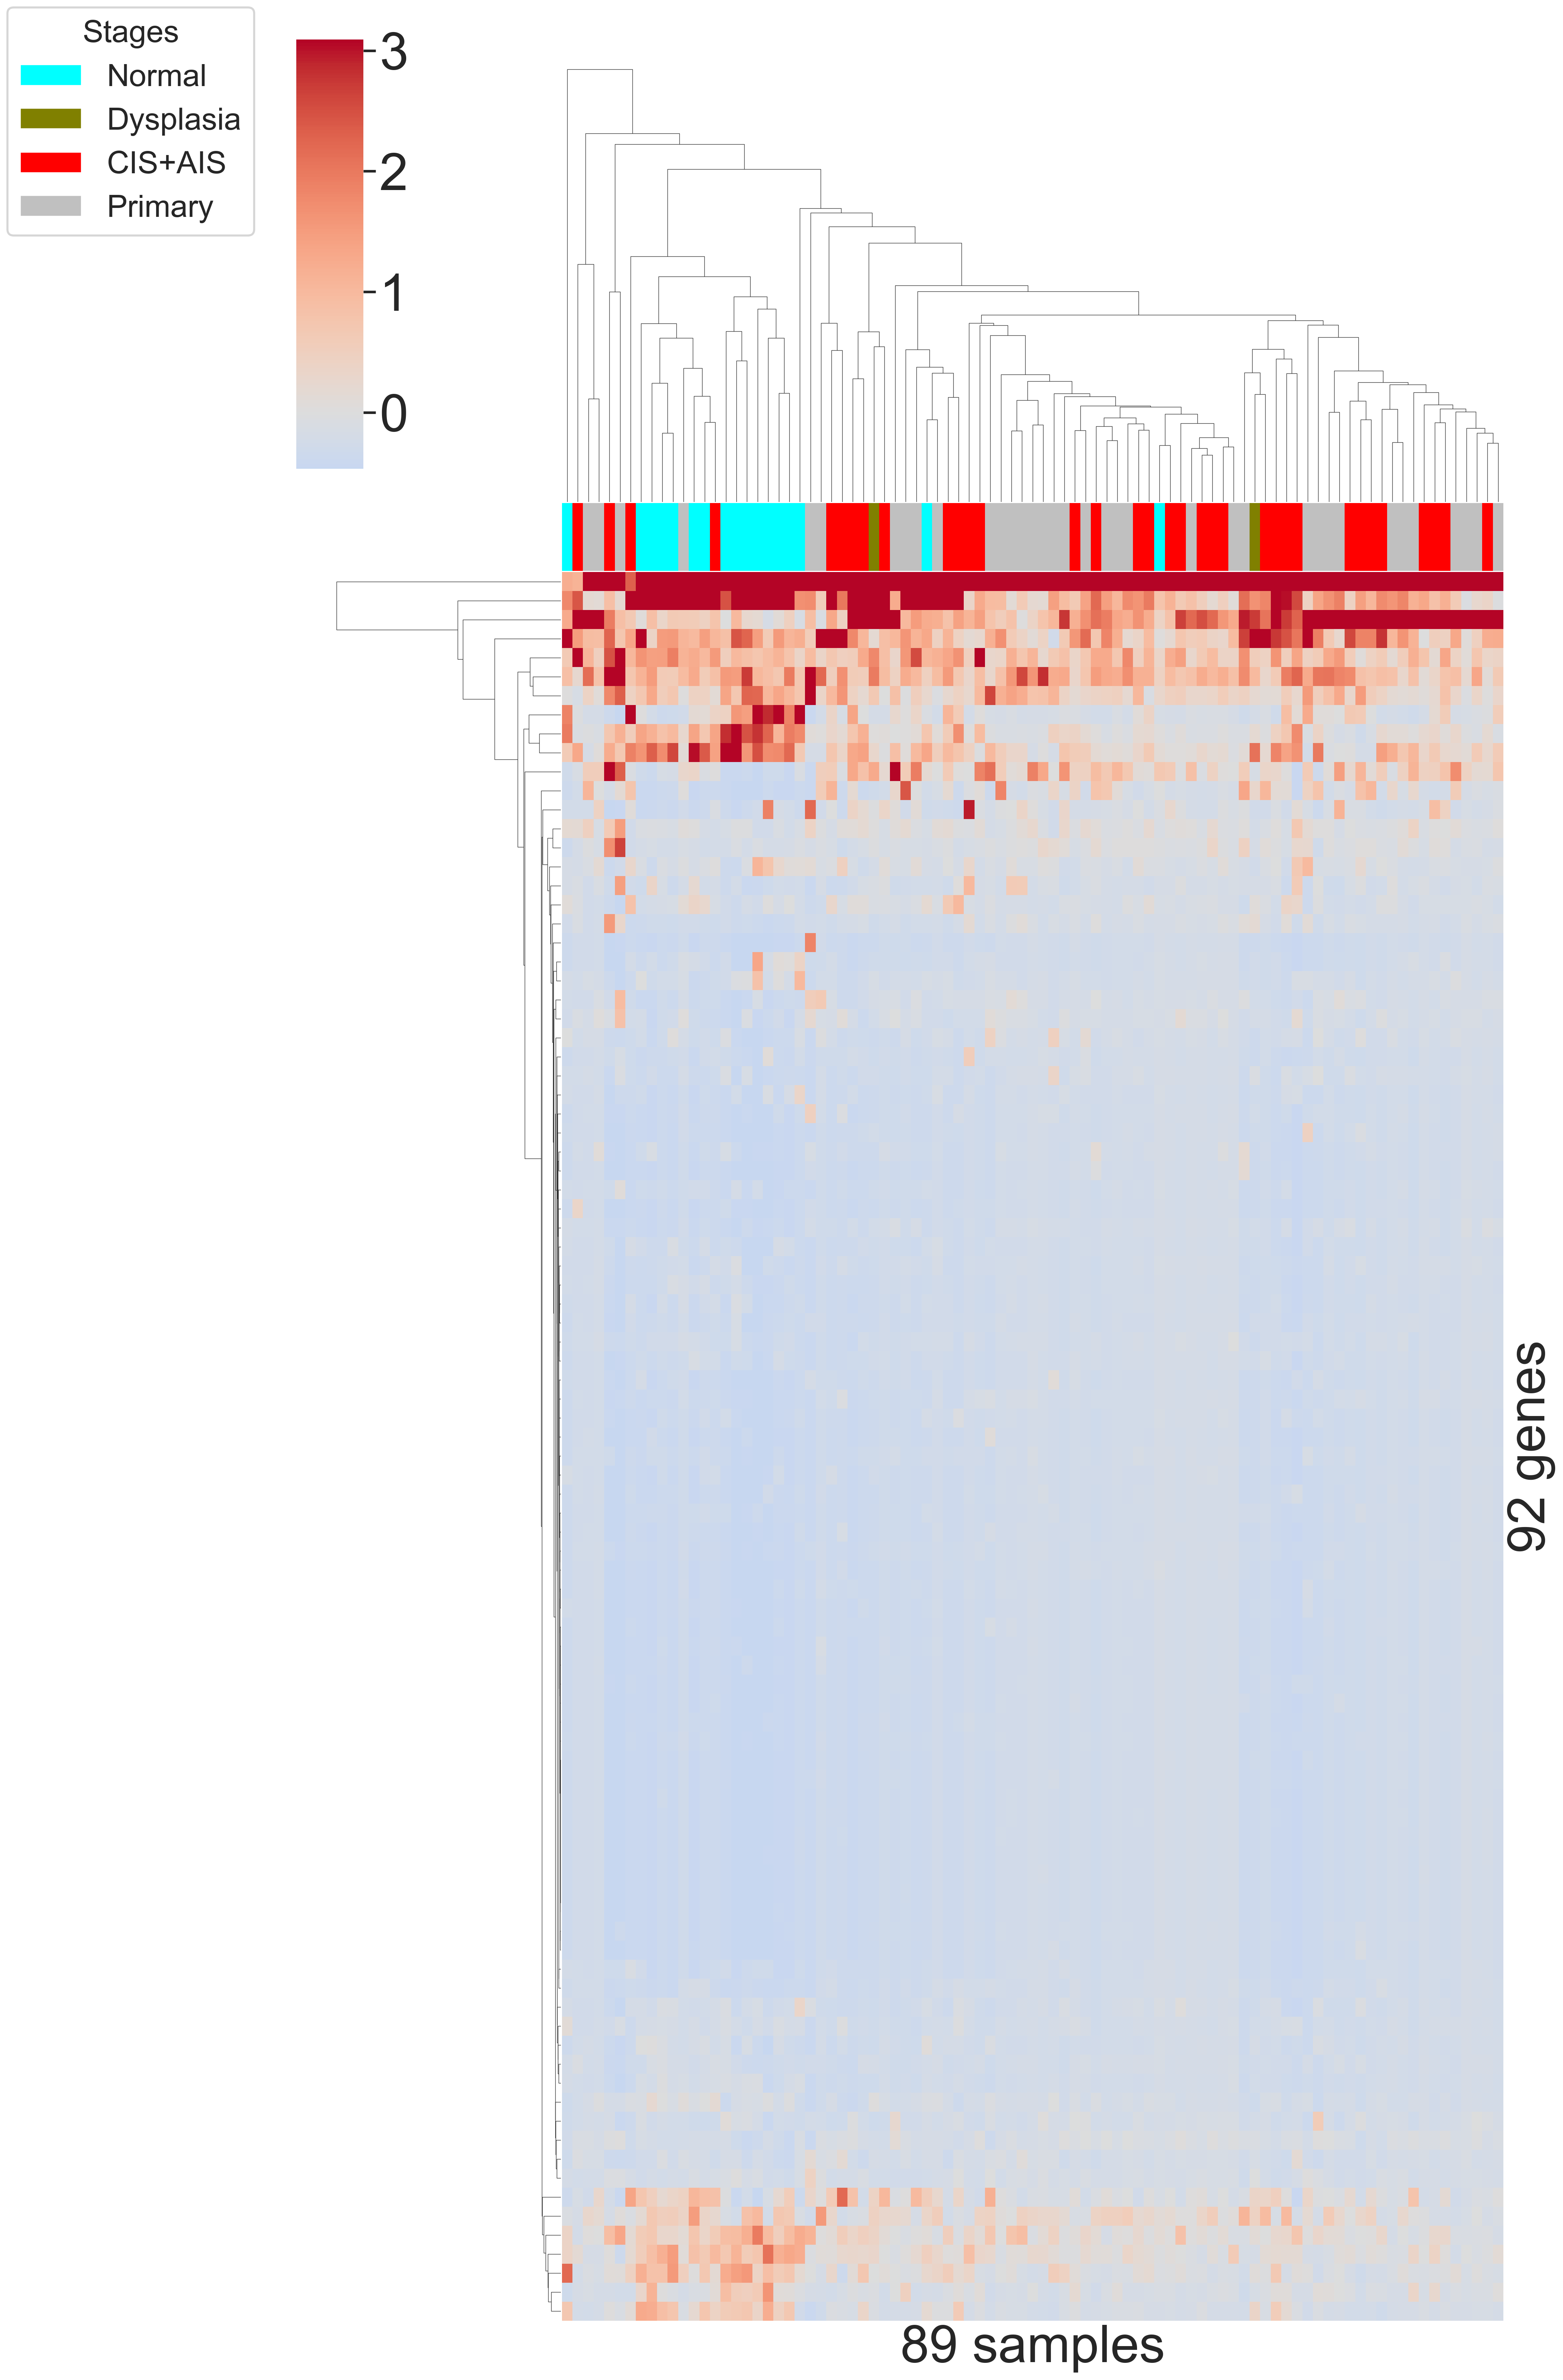 Stages
Normal
Dysplasia
CIS+AIS
Primary
3
2
1
0
92 genes
89 samples